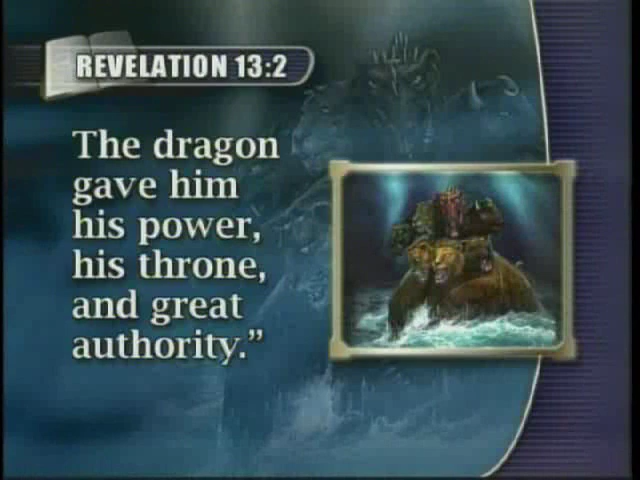 REVELATION 13:2
The dragon
gave him
his power,
his throne,
and great
authority.”